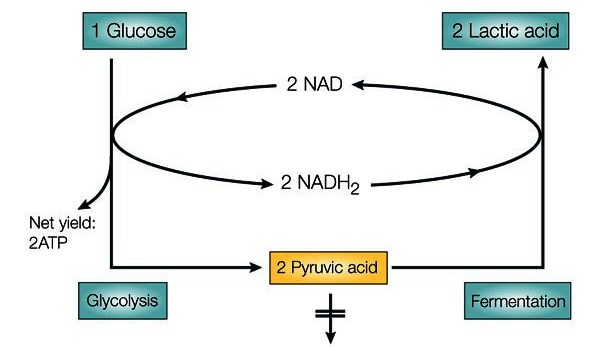 1 Glucose
2 Lactic acid
2 NAD
2 NADH₂
Net yield:
2ATP
2 Pyruvic acid
Glycolysis
Fermentation